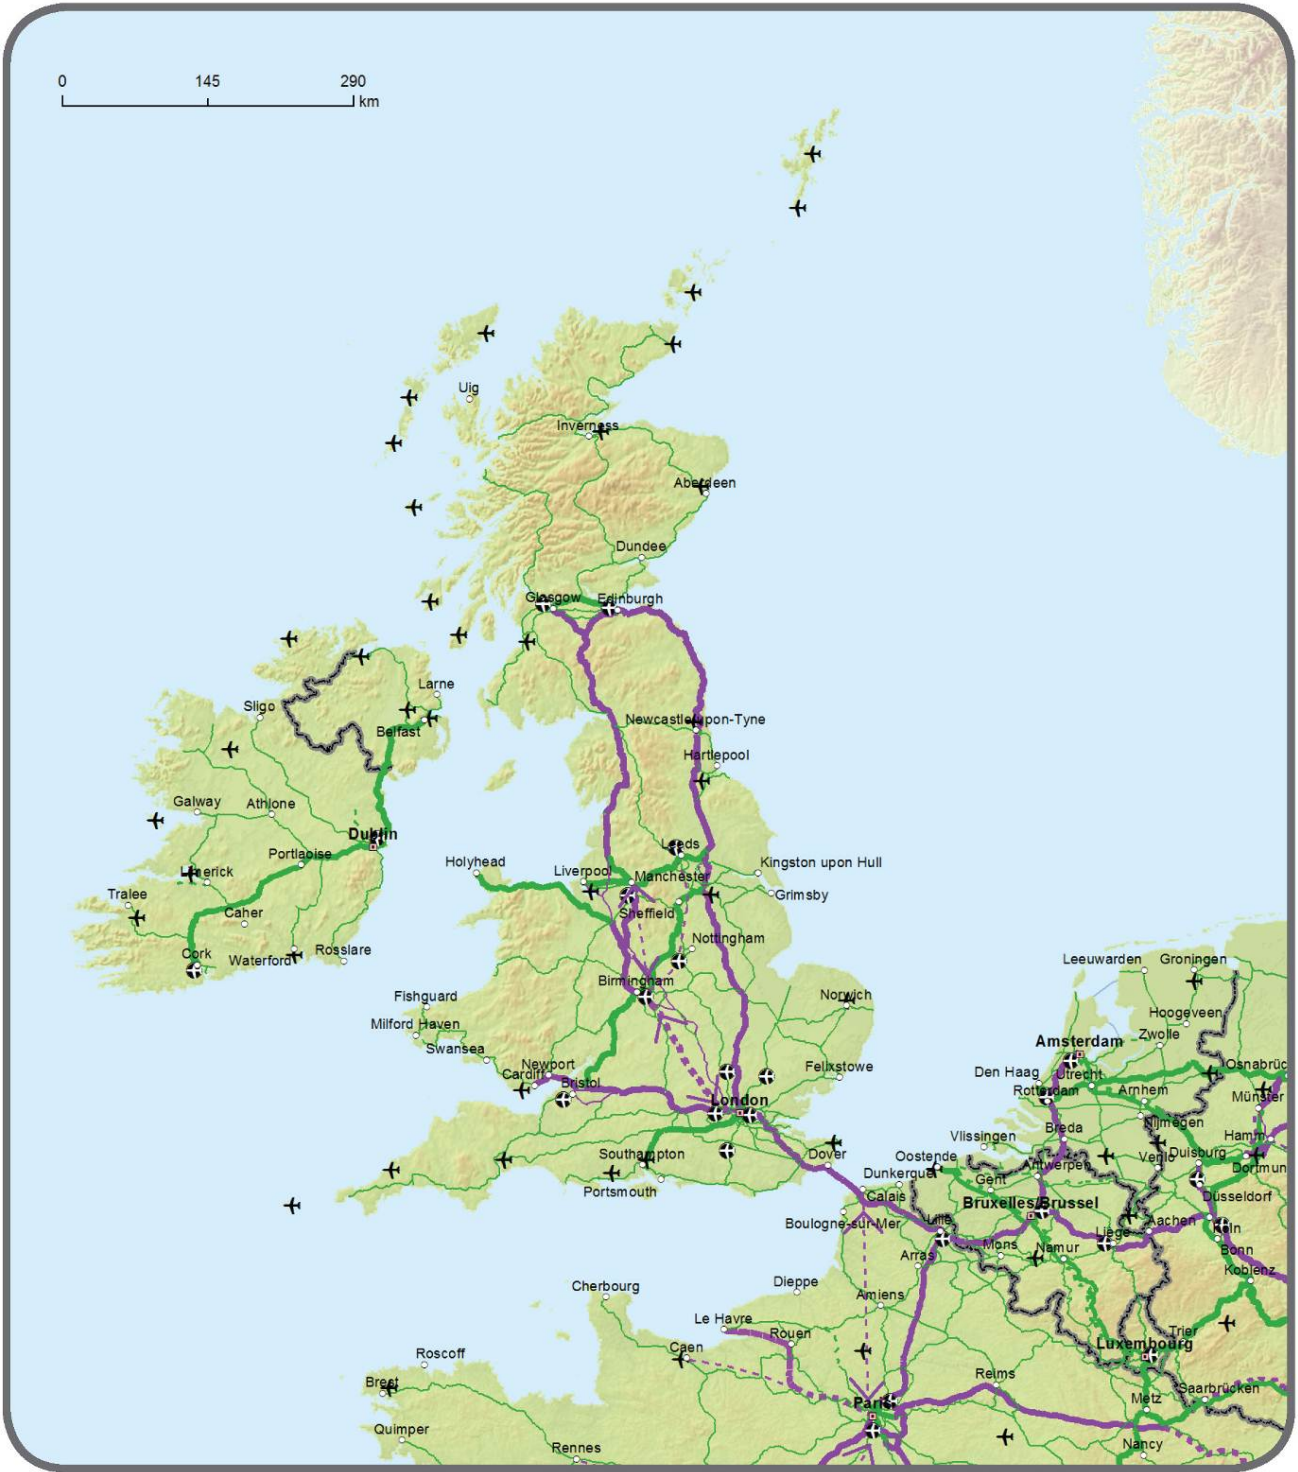 0 145 290
km
Uig
Inverness
Aberdeen
Dundee
Glasgow Edinburgh
Larne
Sligo
Belfast
Newcastle-upon-Tyne
Hartlepool
Galway Athlone
Dublin
Portlaoise
Leeds
Holyhead
Liverpool
Manchester
Kingston upon Hull
Limerick
Tralee
Caher
Sheffield
Grimsby
Cork
Waterford Rosslare
Nottingham
Birmingham
Leeuwarden Groningen
Fishguard
Norwich
Milford Haven
Hoogeveen
Swansea
Amsterdam
Zwolle
Newport
Cardiff
Bristol
Felixstowe
Den Haag
Utrecht
Osnabrüc
Rotterdam
Arnhem
Münster
London
Nijmegen
Breda
Vlissingen
Hamm
Southampton
Dover
Oostende
Antwerpen
Venlo
Duisburg
Dortmun
Portsmouth
Dunkerque
Gent
Calais
Bruxelles/Brussel
Düsseldorf
Boulogne-sur-Mer
Lille
Liège
Aachen
Köln
Arras
Mons
Namur
Bonn
Koblenz
Cherbourg
Dieppe
Amiens
Le Havre
Rouen
Trier
Caen
Luxembourg
Roscoff
Brest
Reims
Saarbrücken
Paris
Metz
Quimper
Rennes
Nancy